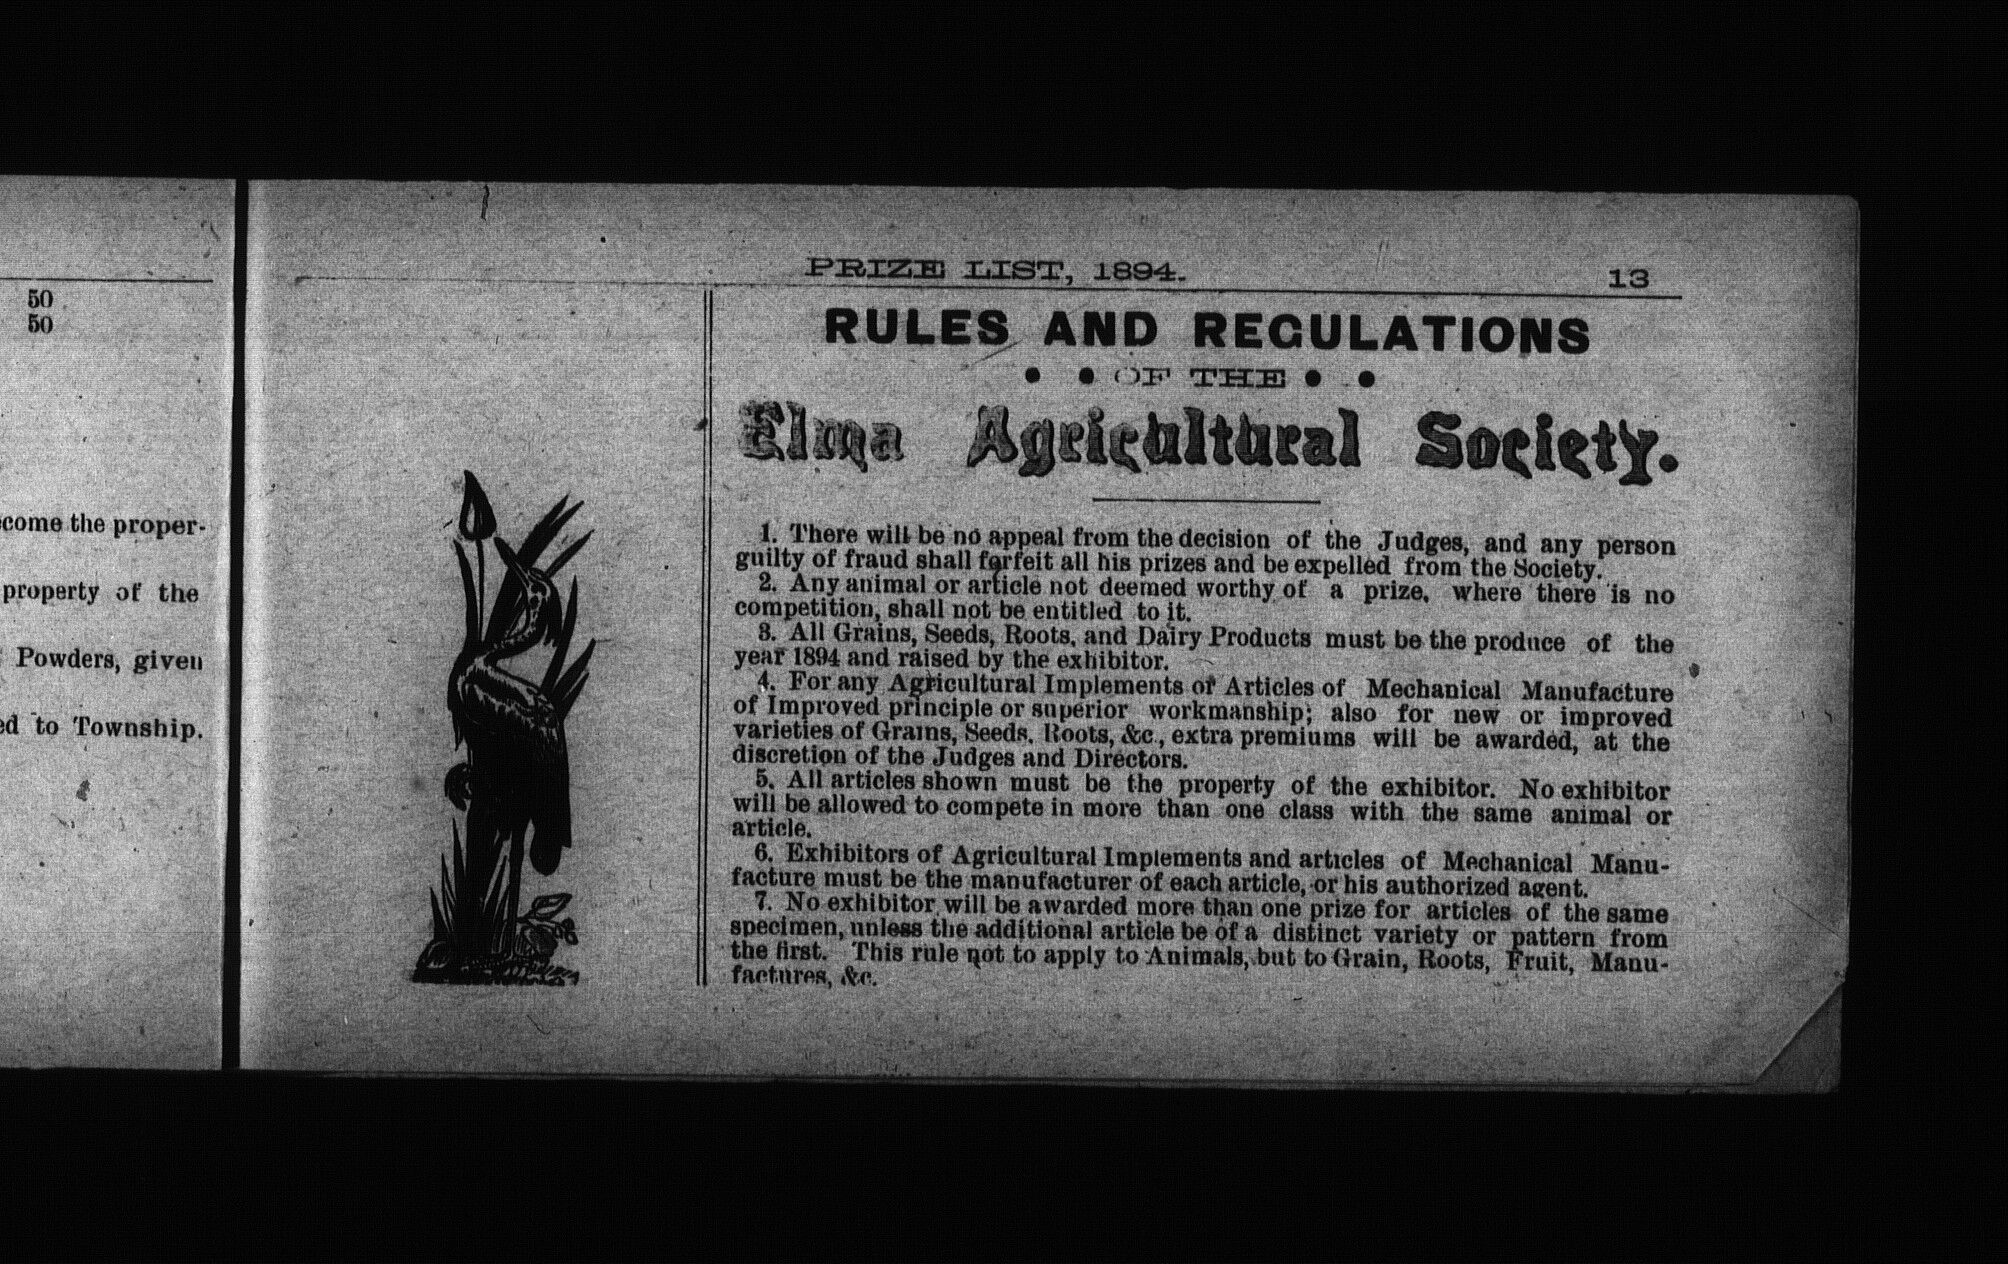 50
50
come the proper-
property of the
Powders, given
ed to Township.
PRIZE LIST, 1894. 13
RULES AND REGULATIONS
• • OF THE • •
Elma Agricultural Society.
1. There will be no appeal from the decision of the Judges, and any person
guilty of fraud shall forfeit all his prizes and be expelled from the Society.
2. Any animal or article not deemed worthy of a prize, where there is no
competition, shall not be entitled to it.
3. All Grains, Seeds, Roots, and Dairy Products must be the produce of the
year 1894 and raised by the exhibitor.
4. For any Agricultural Implements or Articles of Mechanical Manufacture
of Improved principle or superior workmanship; also for new or improved
varieties of Grains, Seeds, Roots, &c., extra premiums will be awarded, at the
discretion of the Judges and Directors.
5. All articles shown must be the property of the exhibitor. No exhibitor
will be allowed to compete in more than one class with the same animal or
article.
6. Exhibitors of Agricultural Implements and articles of Mechanical Manu-
facture must be the manufacturer of each article, or his authorized agent.
7. No exhibitor will be awarded more than one prize for articles of the same
specimen, unless the additional article be of a distinct variety or pattern from
the first. This rule not to apply to Animals, but to Grain, Roots, Fruit, Manu-
factures, &c.